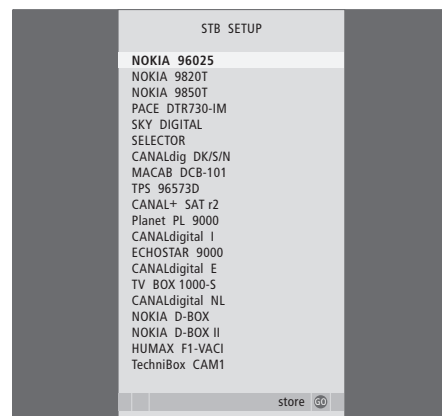 STB SETUP
NOKIA 96025
NOKIA 9820T
NOKIA 9850T
PACE DTR730-IM
SKY DIGITAL
SELECTOR
CANALdig DK/S/N
MACAB DCB-101
TPS 96573D
CANAL+ SAT r2
Planet PL 9000
CANALdigital I
ECHOSTAR 9000
CANALdigital E
TV BOX 1000-S
CANALdigital NL
NOKIA D-BOX
NOKIA D-BOX II
HUMAX F1-VACI
TechniBox CAM1
store GO